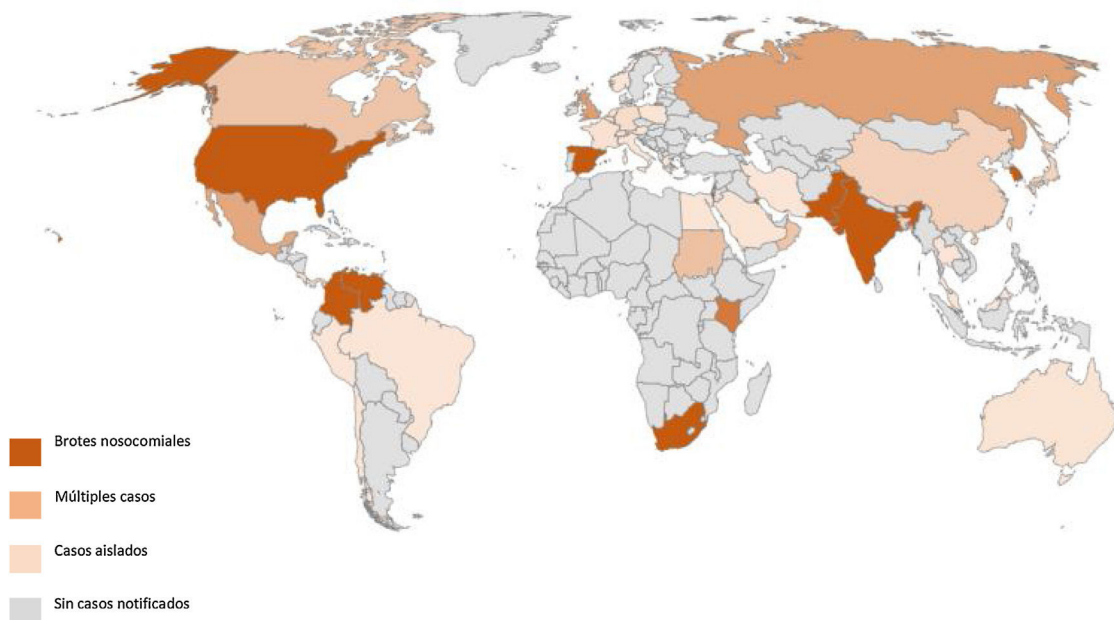 Brotes nosocomiales
Múltiples casos
Casos aislados
Sin casos notificados